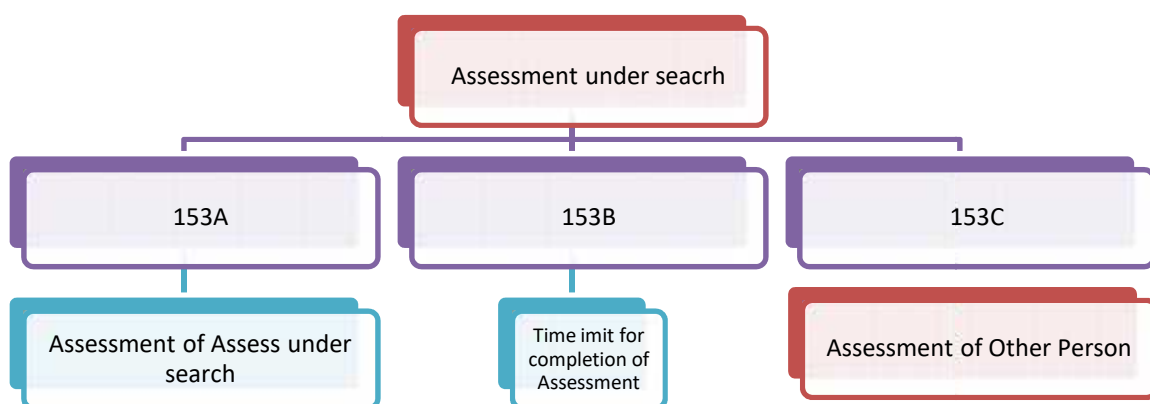 Assessment under seacrh
153A
153B
153C
Assessment of Assess under
search
Time imit for
completion of
Assessment
Assessment of Other Person